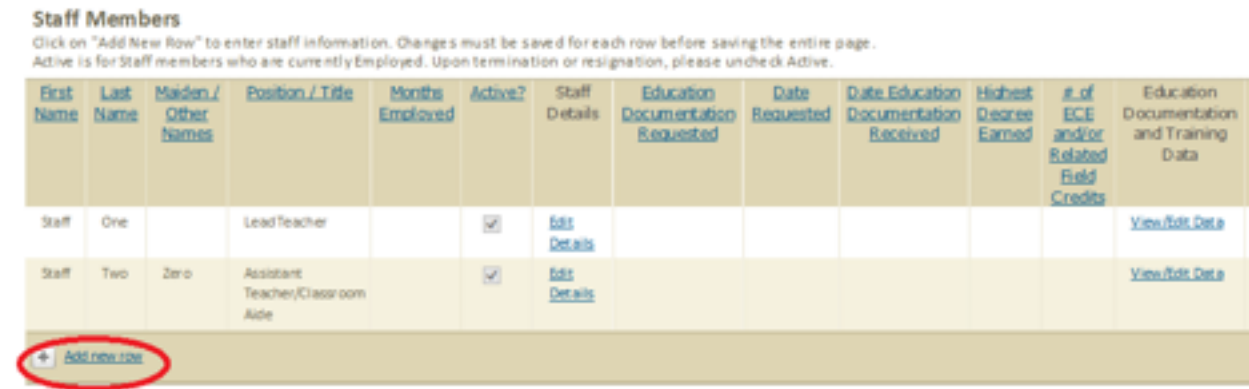 Staff Members
Click on "Add New Row" to enter staff information. Changes must be saved for each row before saving the entire page.
Active is for Staff members who are currently Employed. Upon termination or resignation, please uncheck Active.
First Name
Last Name
Maiden / Other Names
Position / Title
Months Employed
Active?
Staff Details
Education Documentation Requested
Date Requested
Date Education Documentation Received
Highest Degree Earned
# of ECE and/or Related Field Credits
Education Documentation and Training Data
Staff One Lead Teacher Edit Details View/Edit Data
Staff Two Zero Assistant Teacher/Classroom Aide Edit Details View/Edit Data
Add new row